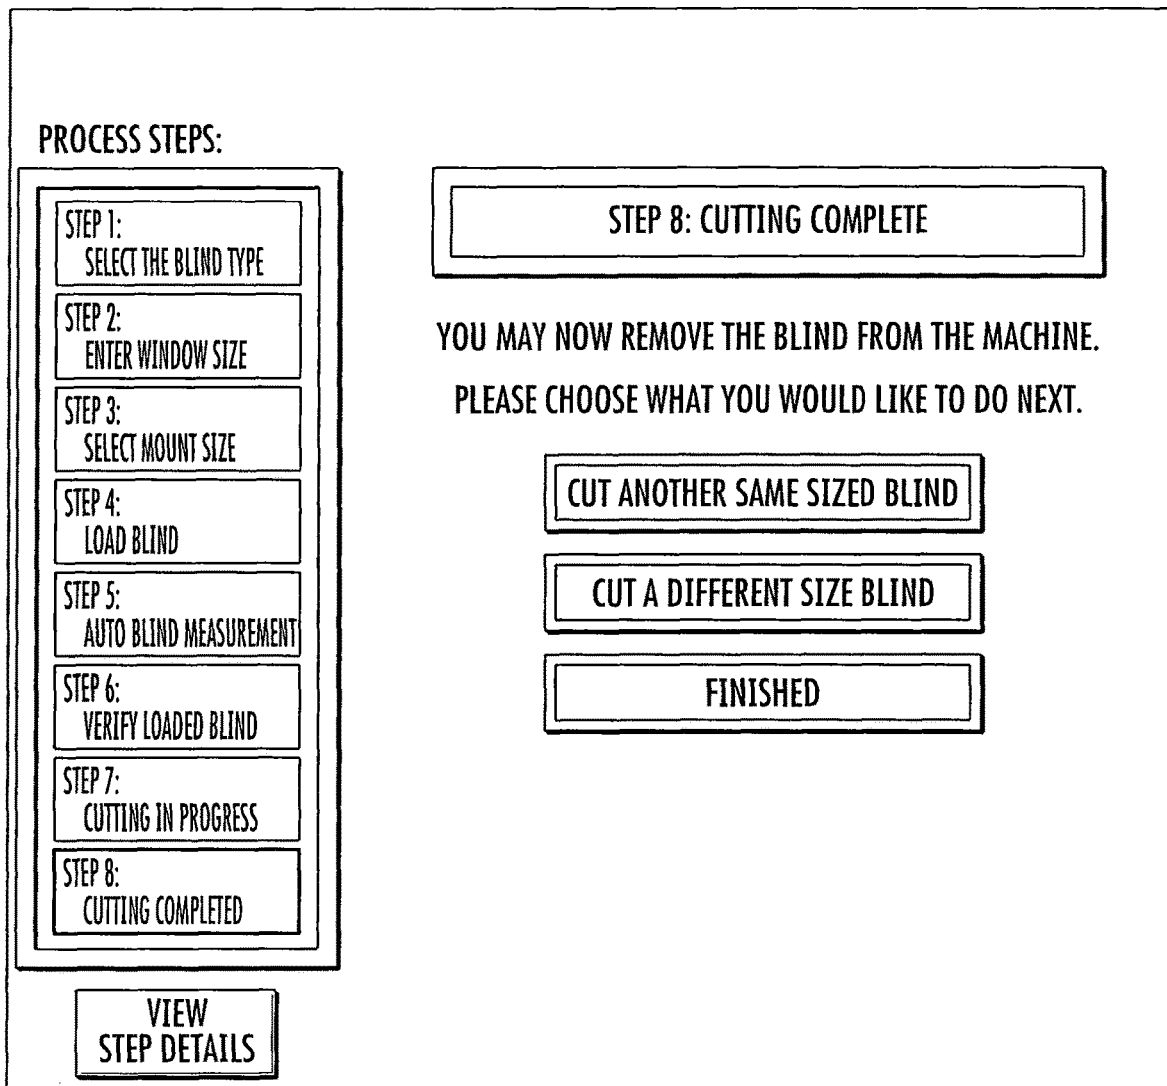 PROCESS STEPS:
STEP 1:
SELECT THE BLIND TYPE
STEP 2:
ENTER WINDOW SIZE
STEP 3:
SELECT MOUNT SIZE
STEP 4:
LOAD BLIND
STEP 5:
AUTO BLIND MEASUREMENT
STEP 6:
VERIFY LOADED BLIND
STEP 7:
CUTTING IN PROGRESS
STEP 8:
CUTTING COMPLETED
VIEW
STEP DETAILS
STEP 8: CUTTING COMPLETE
YOU MAY NOW REMOVE THE BLIND FROM THE MACHINE.
PLEASE CHOOSE WHAT YOU WOULD LIKE TO DO NEXT.
CUT ANOTHER SAME SIZED BLIND
CUT A DIFFERENT SIZE BLIND
FINISHED